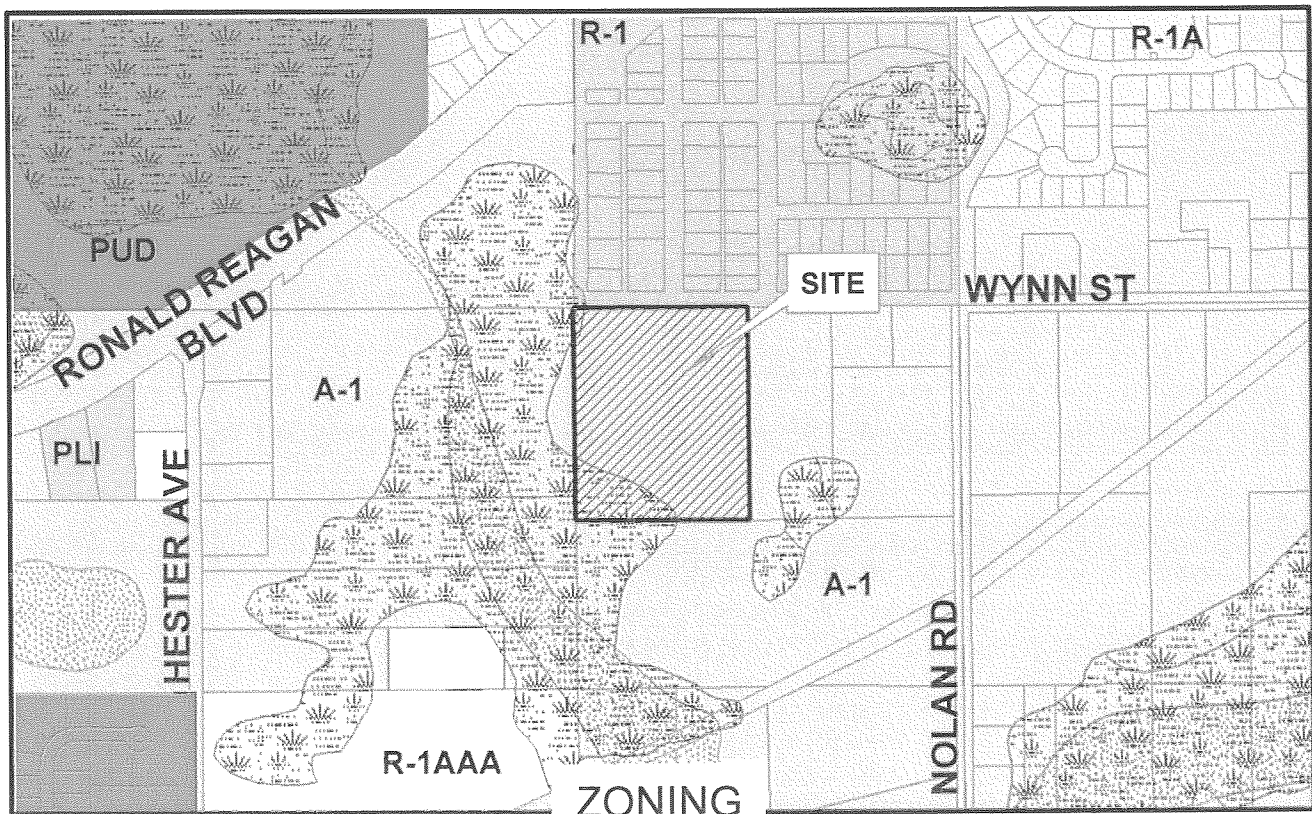 R-1
R-1A
PUD
RONALD REAGAN
BLVD
SITE
WYNN ST
A-1
PLI
HESTER AVE
A-1
NOLAN RD
R-1AAA
ZONING